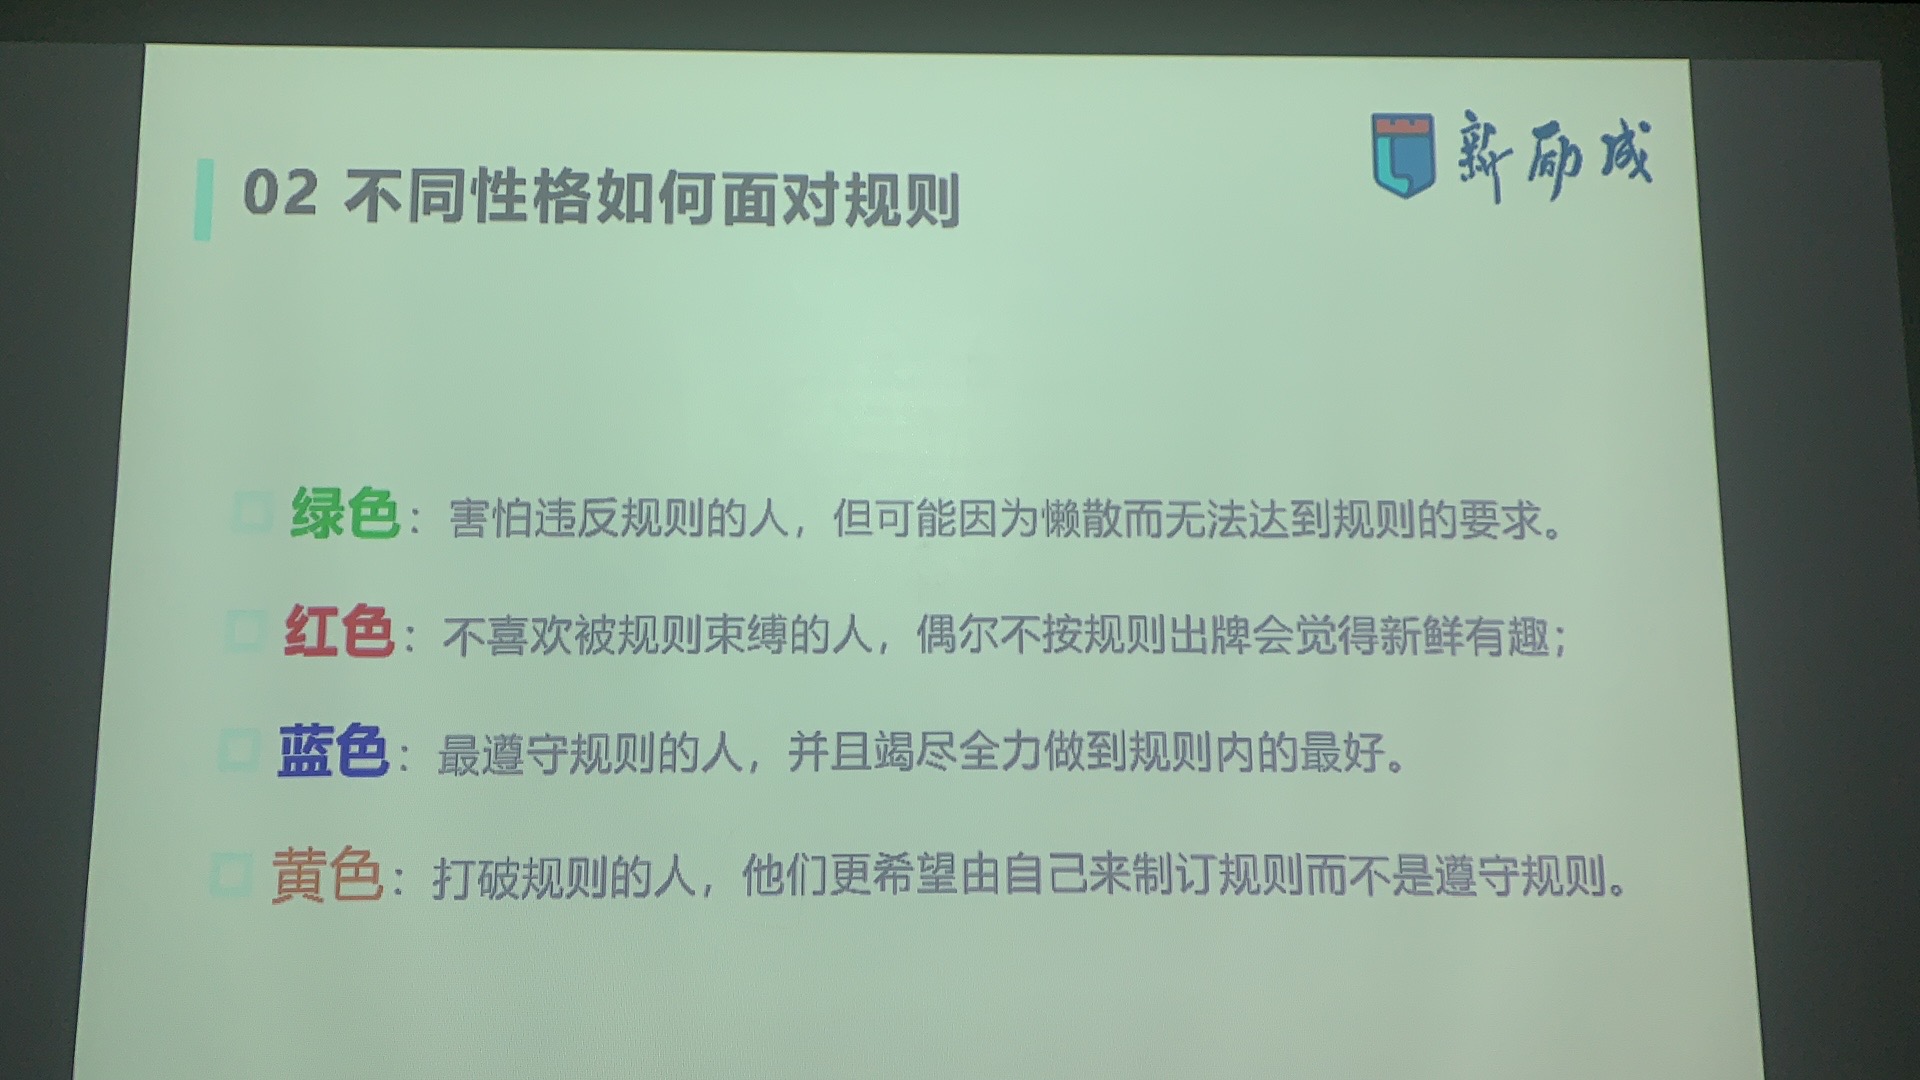 新励成
02 不同性格如何面对规则
绿色：害怕违反规则的人，但可能因为懒散而无法达到规则的要求。
红色：不喜欢被规则束缚的人，偶尔不按规则出牌会觉得新鲜有趣；
蓝色：最遵守规则的人，并且竭尽全力做到规则内的最好。
黄色：打破规则的人，他们更希望由自己来制订规则而不是遵守规则。